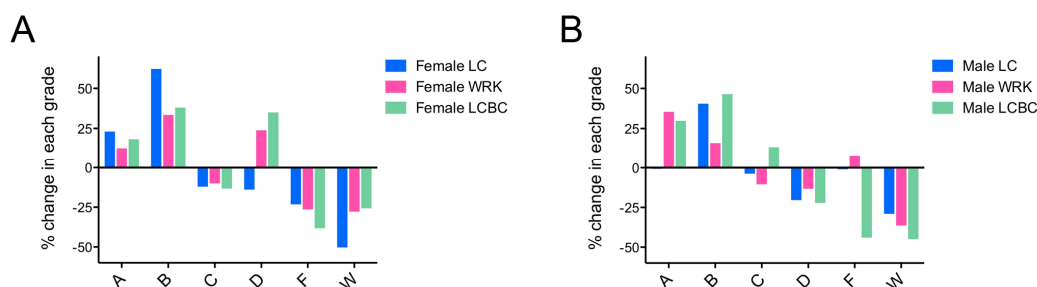 A
% change in each grade
50
25
0
-25
-50
A
B
C
D
F
W
Female LC
Female WRK
Female LCBC
B
% change in each grade
50
25
0
-25
-50
A
B
C
D
F
W
Male LC
Male WRK
Male LCBC